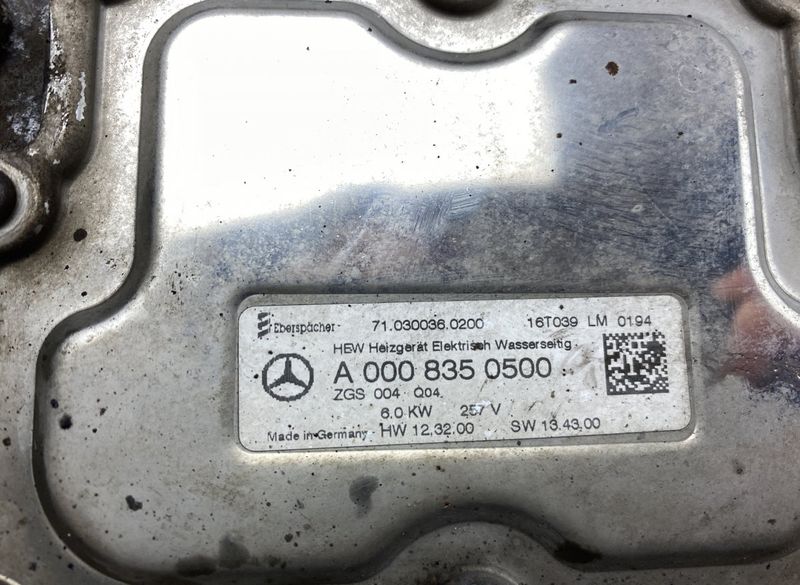 Eberspächer 71.030036.0200 16T039 LM 0194
HEW Heizgerät Elektrisch Wasserseitig
A 000 835 0500
ZGS 004 Q04
6.0 KW 257 V
Made in Germany HW 12.32.00 SW 13.43.00